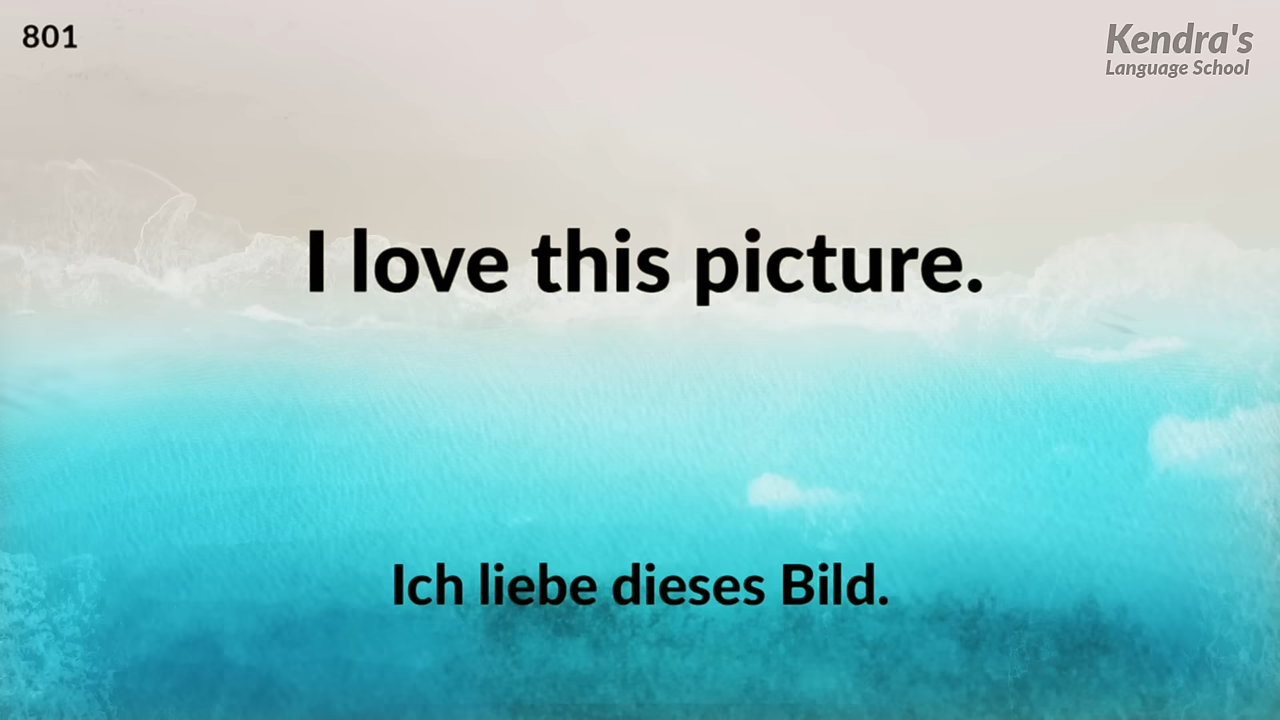 801
Kendra's
Language School
I love this picture.
Ich liebe dieses Bild.